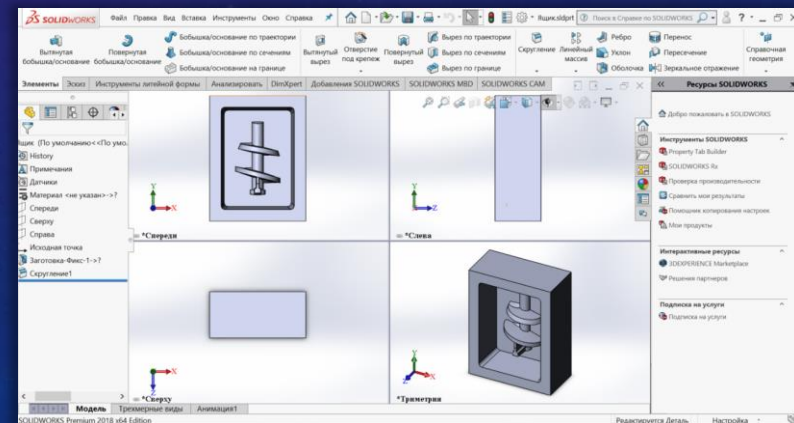 SOLIDWORKS Файл Правка Вид Вставка Инструменты Окно Справка Ящик.sldprt Поиск в Справке по SOLIDWORKS
Вытянутая бобышка/основание
Повернутая бобышка/основание
Бобышка/основание по траектории
Бобышка/основание по сечениям
Бобышка/основание на границе
Вытянутый вырез
Отверстие под крепеж
Повернутый вырез
Вырез по траектории
Вырез по сечениям
Вырез по границе
Скругление
Линейный массив
Ребро
Уклон
Оболочка
Перенос
Пересечение
Зеркальное отражение
Справочная геометрия
Элементы Эскиз Инструменты литейной формы Анализировать DimXpert Добавления SOLIDWORKS SOLIDWORKS MBD SOLIDWORKS CAM
Ящик (По умолчанию<<По умо.
History
Примечания
Датчики
Материал <не указан>->?
Спереди
Сверху
Справа
Исходная точка
Заготовка-Фикс-1->?
Скругление1
Y
X
*Спереди
Y
Z
*Слева
X
Z
*Сверху
Y
X
Z
*Триметрия
Ресурсы SOLIDWORKS
Добро пожаловать в SOLIDWORKS
Инструменты SOLIDWORKS
Property Tab Builder
SOLIDWORKS Rx
Проверка производительности
Сравнить мои результаты
Помощник копирования настроек
Мои продукты
Интерактивные ресурсы
3DEXPERIENCE Marketplace
Решения партнеров
Подписка на услуги
Подписка на услуги
Модель Трехмерные виды Анимация1
SOLIDWORKS Premium 2018 x64 Edition Редактируется Деталь Настройка